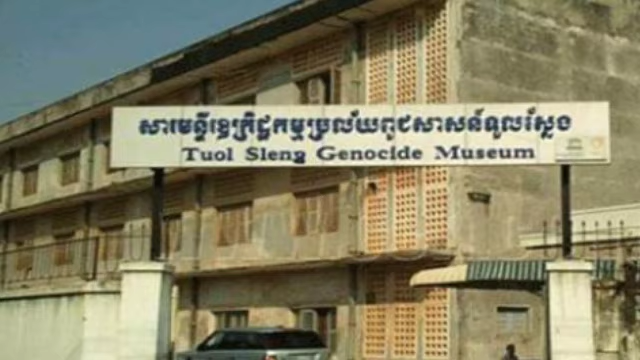 សារមន្ទីរឧក្រិដ្ឋកម្មប្រល័យពូជសាសន៍ទួលស្លែង
Tuol Sleng Genocide Museum